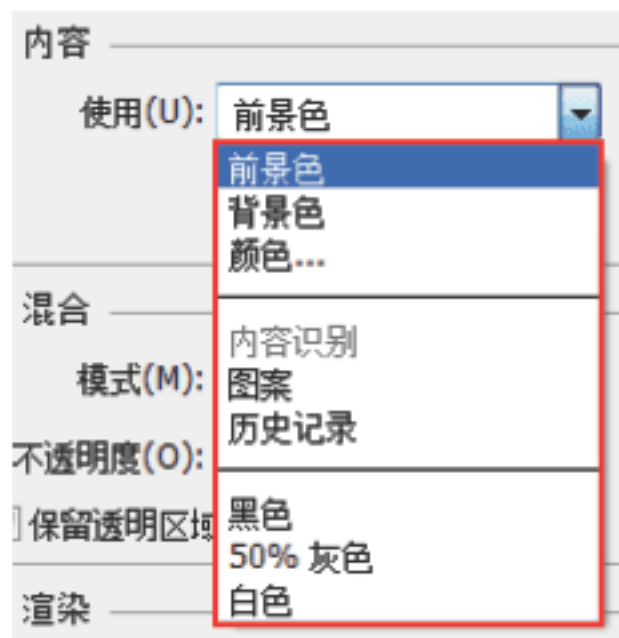 内容
使用(U): 前景色
前景色
背景色
颜色...
混合
内容识别
模式(M):
图案
历史记录
不透明度(O):
黑色
保留透明区域
50% 灰色
白色
渲染